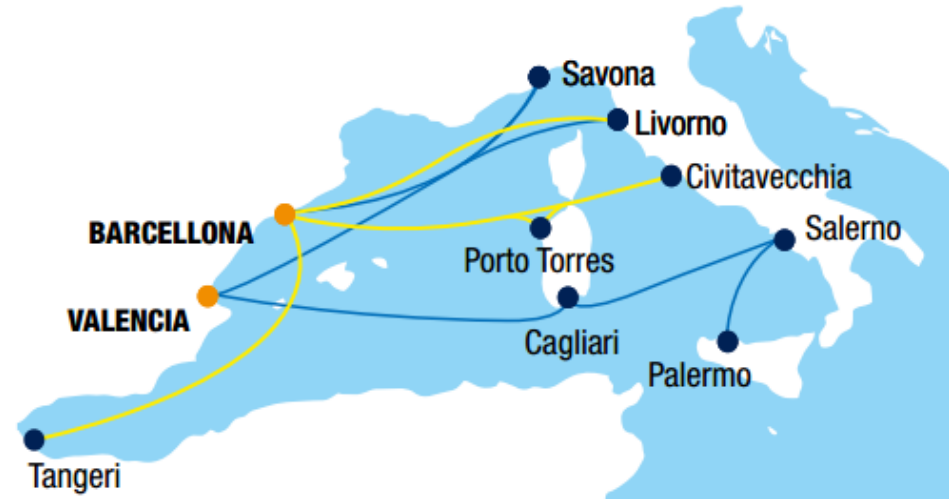 Savona
Livorno
Civitavecchia
BARCELLONA
Salerno
Porto Torres
VALENCIA
Cagliari
Palermo
Tangeri